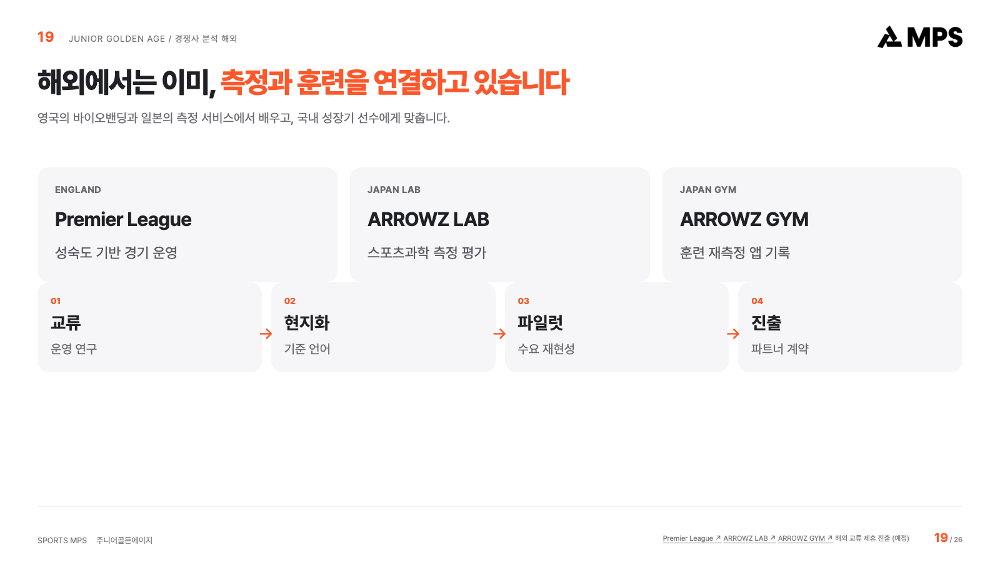 19 JUNIOR GOLDEN AGE / 경쟁사 분석 해외
MPS
해외에서는 이미, 측정과 훈련을 연결하고 있습니다
영국의 바이오밴딩과 일본의 측정 서비스에서 배우고, 국내 성장기 선수에게 맞춥니다.
ENGLAND
Premier League
성숙도 기반 경기 운영
JAPAN LAB
ARROWZ LAB
스포츠과학 측정 평가
JAPAN GYM
ARROWZ GYM
훈련 재측정 앱 기록
01
교류
운영 연구
→
02
현지화
기준 언어
→
03
파일럿
수요 재현성
→
04
진출
파트너 계약
SPORTS MPS 주니어골든에이지
Premier League ↗ ARROWZ LAB ↗ ARROWZ GYM ↗ 해외 교류 제휴 진출 (예정)
19 / 26